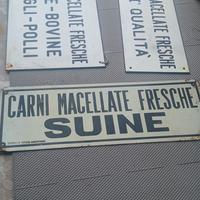 CARNI MACELLATE FRESCHE
SUINE
MACELLATE FRESCHE
E-BOVINE
GLI-POLLI
MACELLATE FRESCHE
QUALITÀ